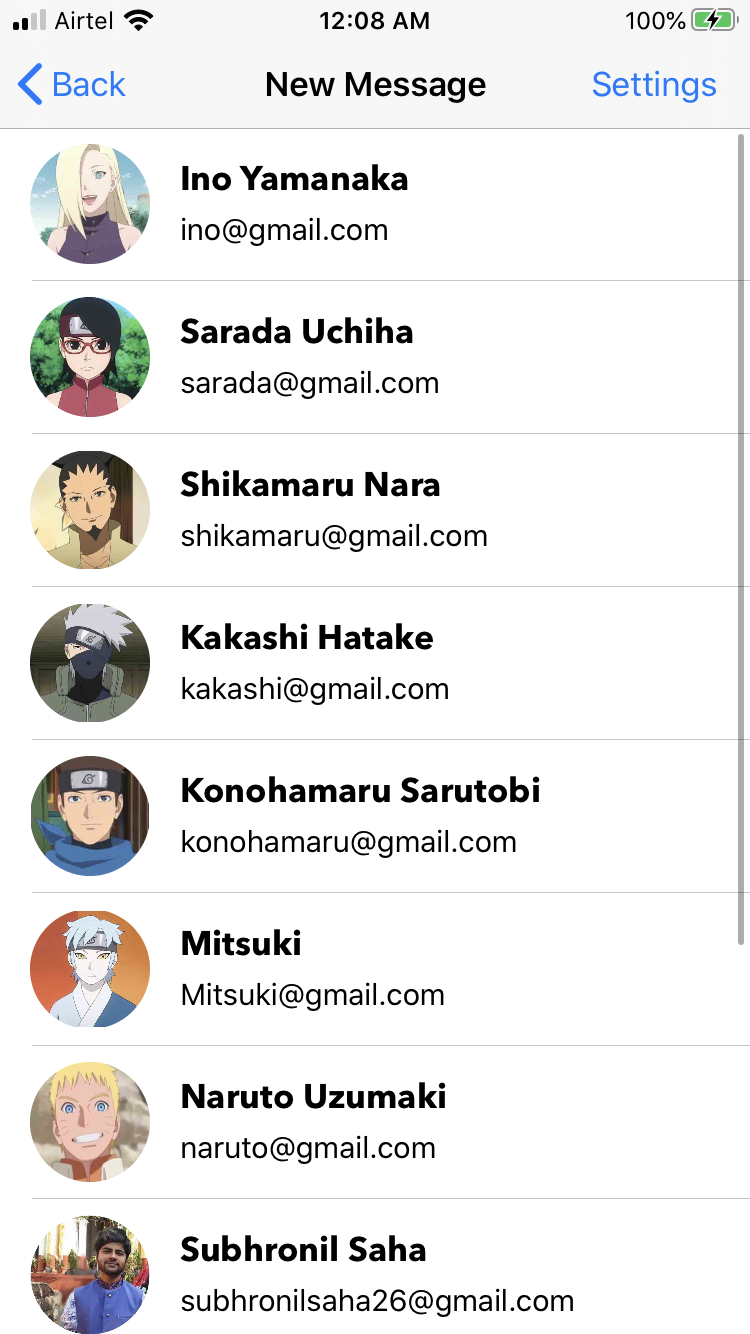 Airtel 12:08 AM 100%
Back New Message Settings
Ino Yamanaka
ino@gmail.com
Sarada Uchiha
sarada@gmail.com
Shikamaru Nara
shikamaru@gmail.com
Kakashi Hatake
kakashi@gmail.com
Konohamaru Sarutobi
konohamaru@gmail.com
Mitsuki
Mitsuki@gmail.com
Naruto Uzumaki
naruto@gmail.com
Subhronil Saha
subhronilsaha26@gmail.com